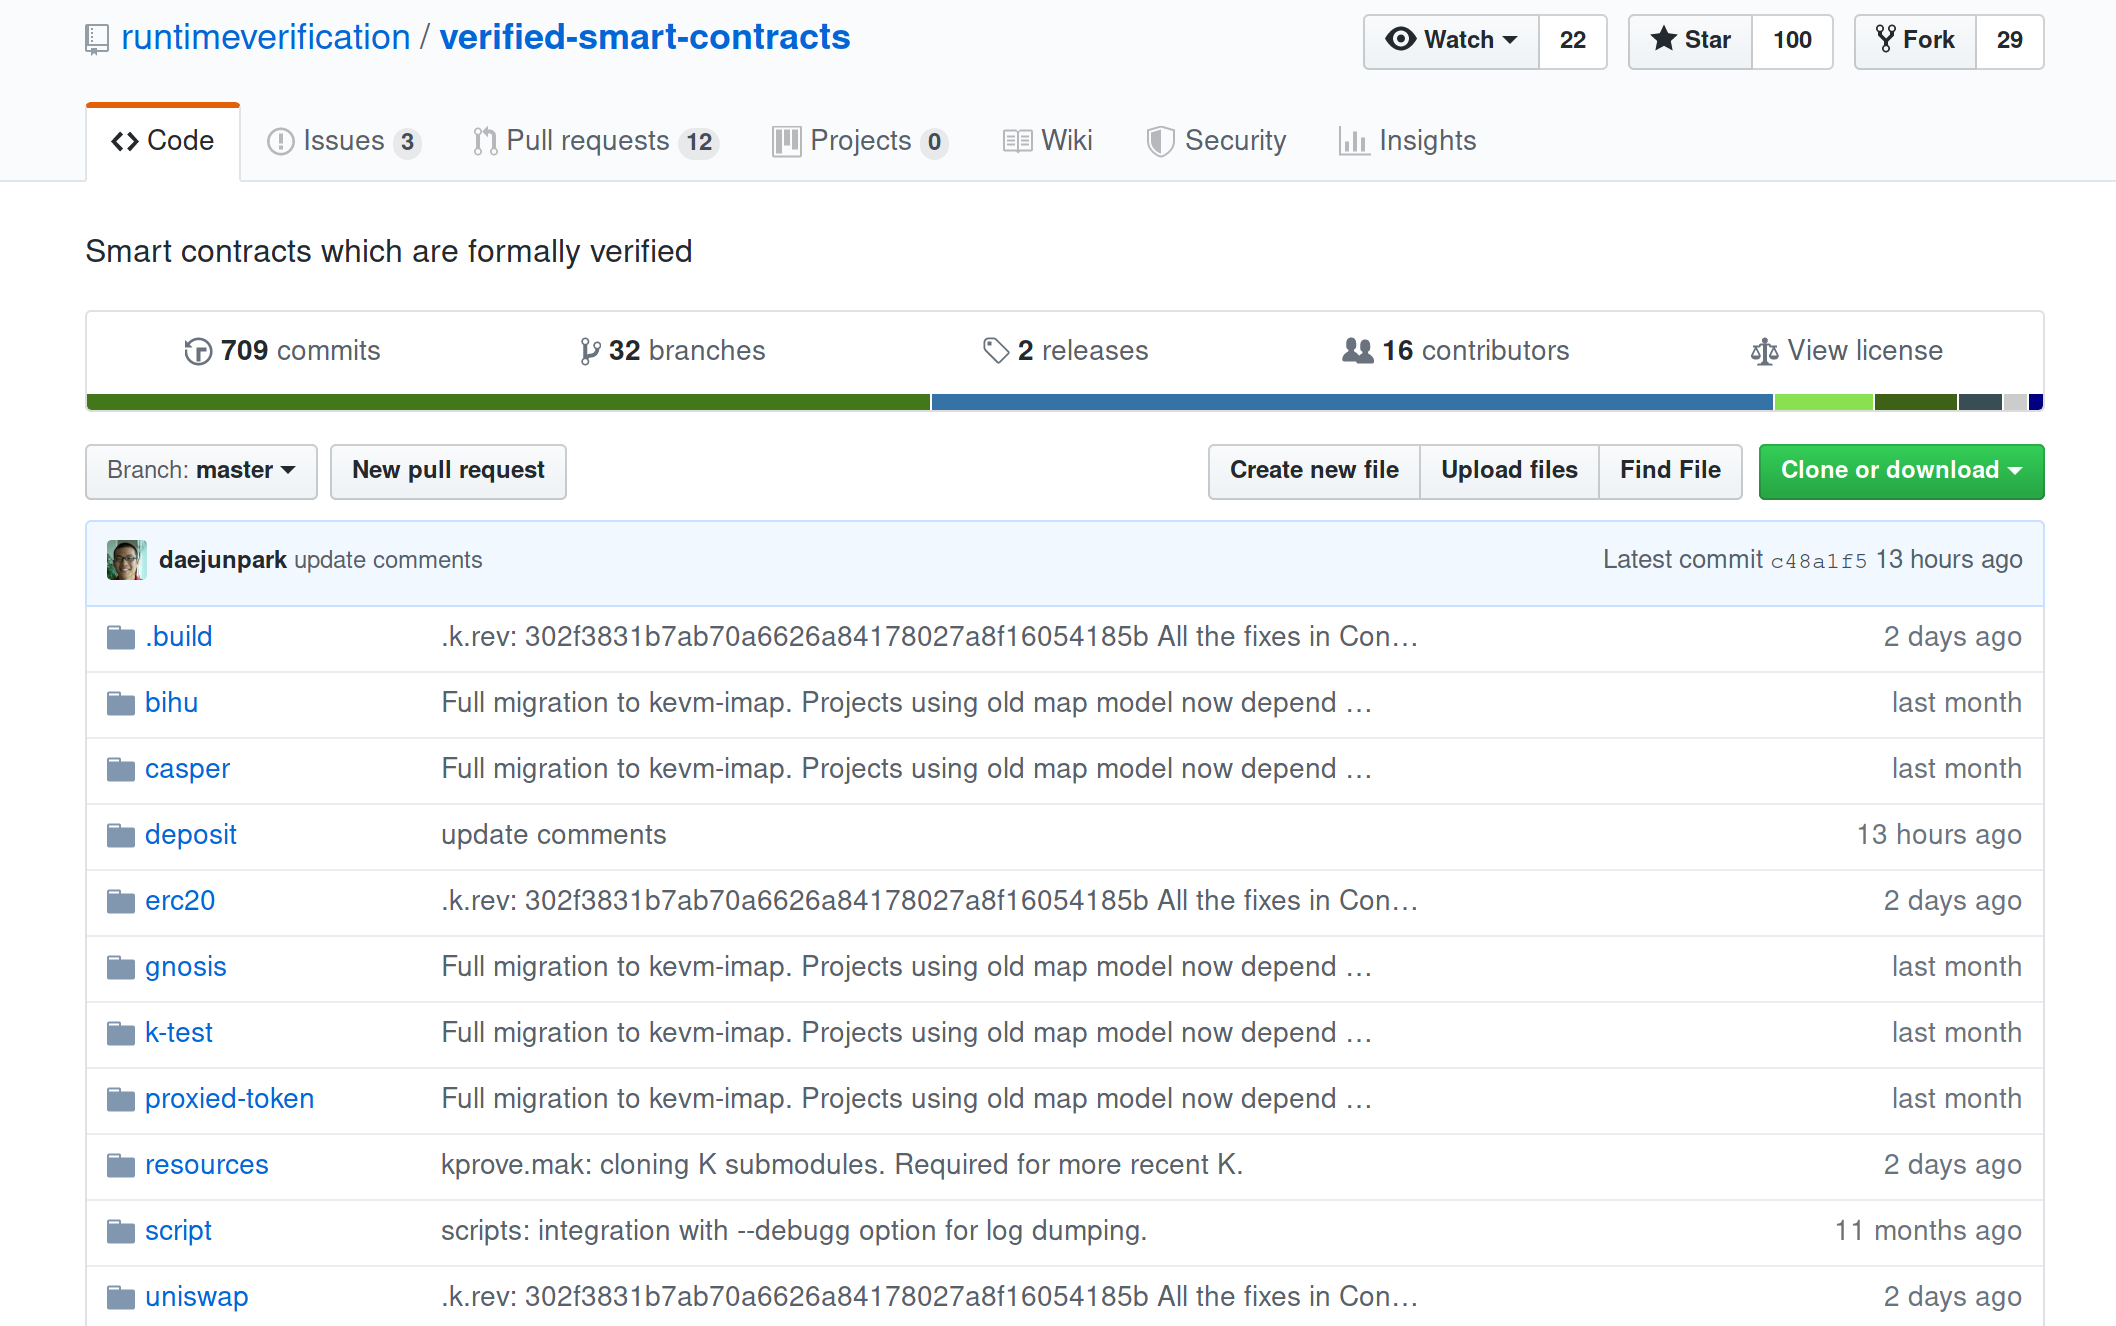 runtimeverification / verified-smart-contracts Watch 22 Star 100 Fork 29
Code Issues 3 Pull requests 12 Projects 0 Wiki Security Insights
Smart contracts which are formally verified
709 commits 32 branches 2 releases 16 contributors View license
Branch: master New pull request Create new file Upload files Find File Clone or download
daejunpark update comments Latest commit c48a1f5 13 hours ago
.build .k.rev: 302f3831b7ab70a6626a84178027a8f16054185b All the fixes in Con… 2 days ago
bihu Full migration to kevm-imap. Projects using old map model now depend … last month
casper Full migration to kevm-imap. Projects using old map model now depend … last month
deposit update comments 13 hours ago
erc20 .k.rev: 302f3831b7ab70a6626a84178027a8f16054185b All the fixes in Con… 2 days ago
gnosis Full migration to kevm-imap. Projects using old map model now depend … last month
k-test Full migration to kevm-imap. Projects using old map model now depend … last month
proxied-token Full migration to kevm-imap. Projects using old map model now depend … last month
resources kprove.mak: cloning K submodules. Required for more recent K. 2 days ago
script scripts: integration with --debugg option for log dumping. 11 months ago
uniswap .k.rev: 302f3831b7ab70a6626a84178027a8f16054185b All the fixes in Con… 2 days ago